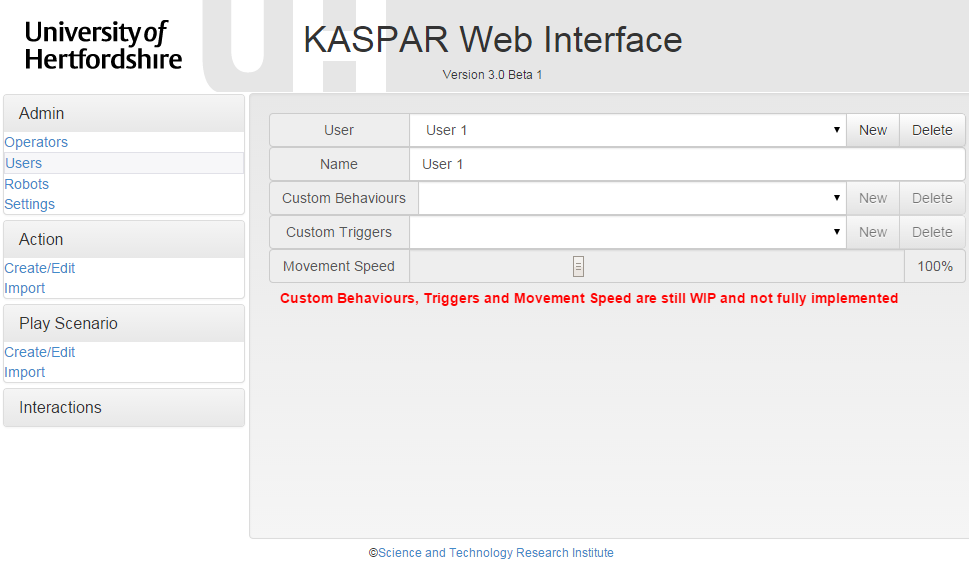 University of
Hertfordshire
KASPAR Web Interface
Version 3.0 Beta 1
Admin
Operators
Users
Robots
Settings
Action
Create/Edit
Import
Play Scenario
Create/Edit
Import
Interactions
User User 1 New Delete
Name User 1
Custom Behaviours New Delete
Custom Triggers New Delete
Movement Speed 100%
Custom Behaviours, Triggers and Movement Speed are still WIP and not fully implemented
©Science and Technology Research Institute